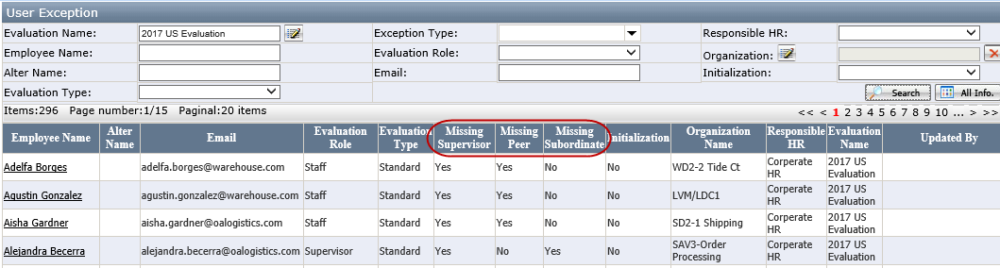 User Exception
Evaluation Name: 2017 US Evaluation Exception Type: Responsible HR:
Employee Name: Evaluation Role: Organization:
Alter Name: Email: Initialization:
Evaluation Type: Search All Info.
Items:296 Page number:1/15 Paginal:20 items << < 1 2 3 4 5 6 7 8 9 10 ... > >>
Employee Name Alter Name Email Evaluation Role Evaluation Type Missing Supervisor Missing Peer Missing Subordinate Initialization Organization Name Responsible HR Evaluation Name Updated By
Adelfa Borges adelfa.borges@warehouse.com Staff Standard Yes Yes No No WD2-2 Tide Ct Corperate HR 2017 US Evaluation
Agustin Gonzalez agustin.gonzalez@warehouse.com Staff Standard Yes Yes No No LVM/LDC1 Corperate HR 2017 US Evaluation
Aisha Gardner aisha.gardner@oalogistics.com Staff Standard Yes Yes No No SD2-1 Shipping Corperate HR 2017 US Evaluation
Alejandra Becerra alejandra.becerra@oalogistics.com Supervisor Standard Yes No Yes No SAV3-Order Processing Corperate HR 2017 US Evaluation